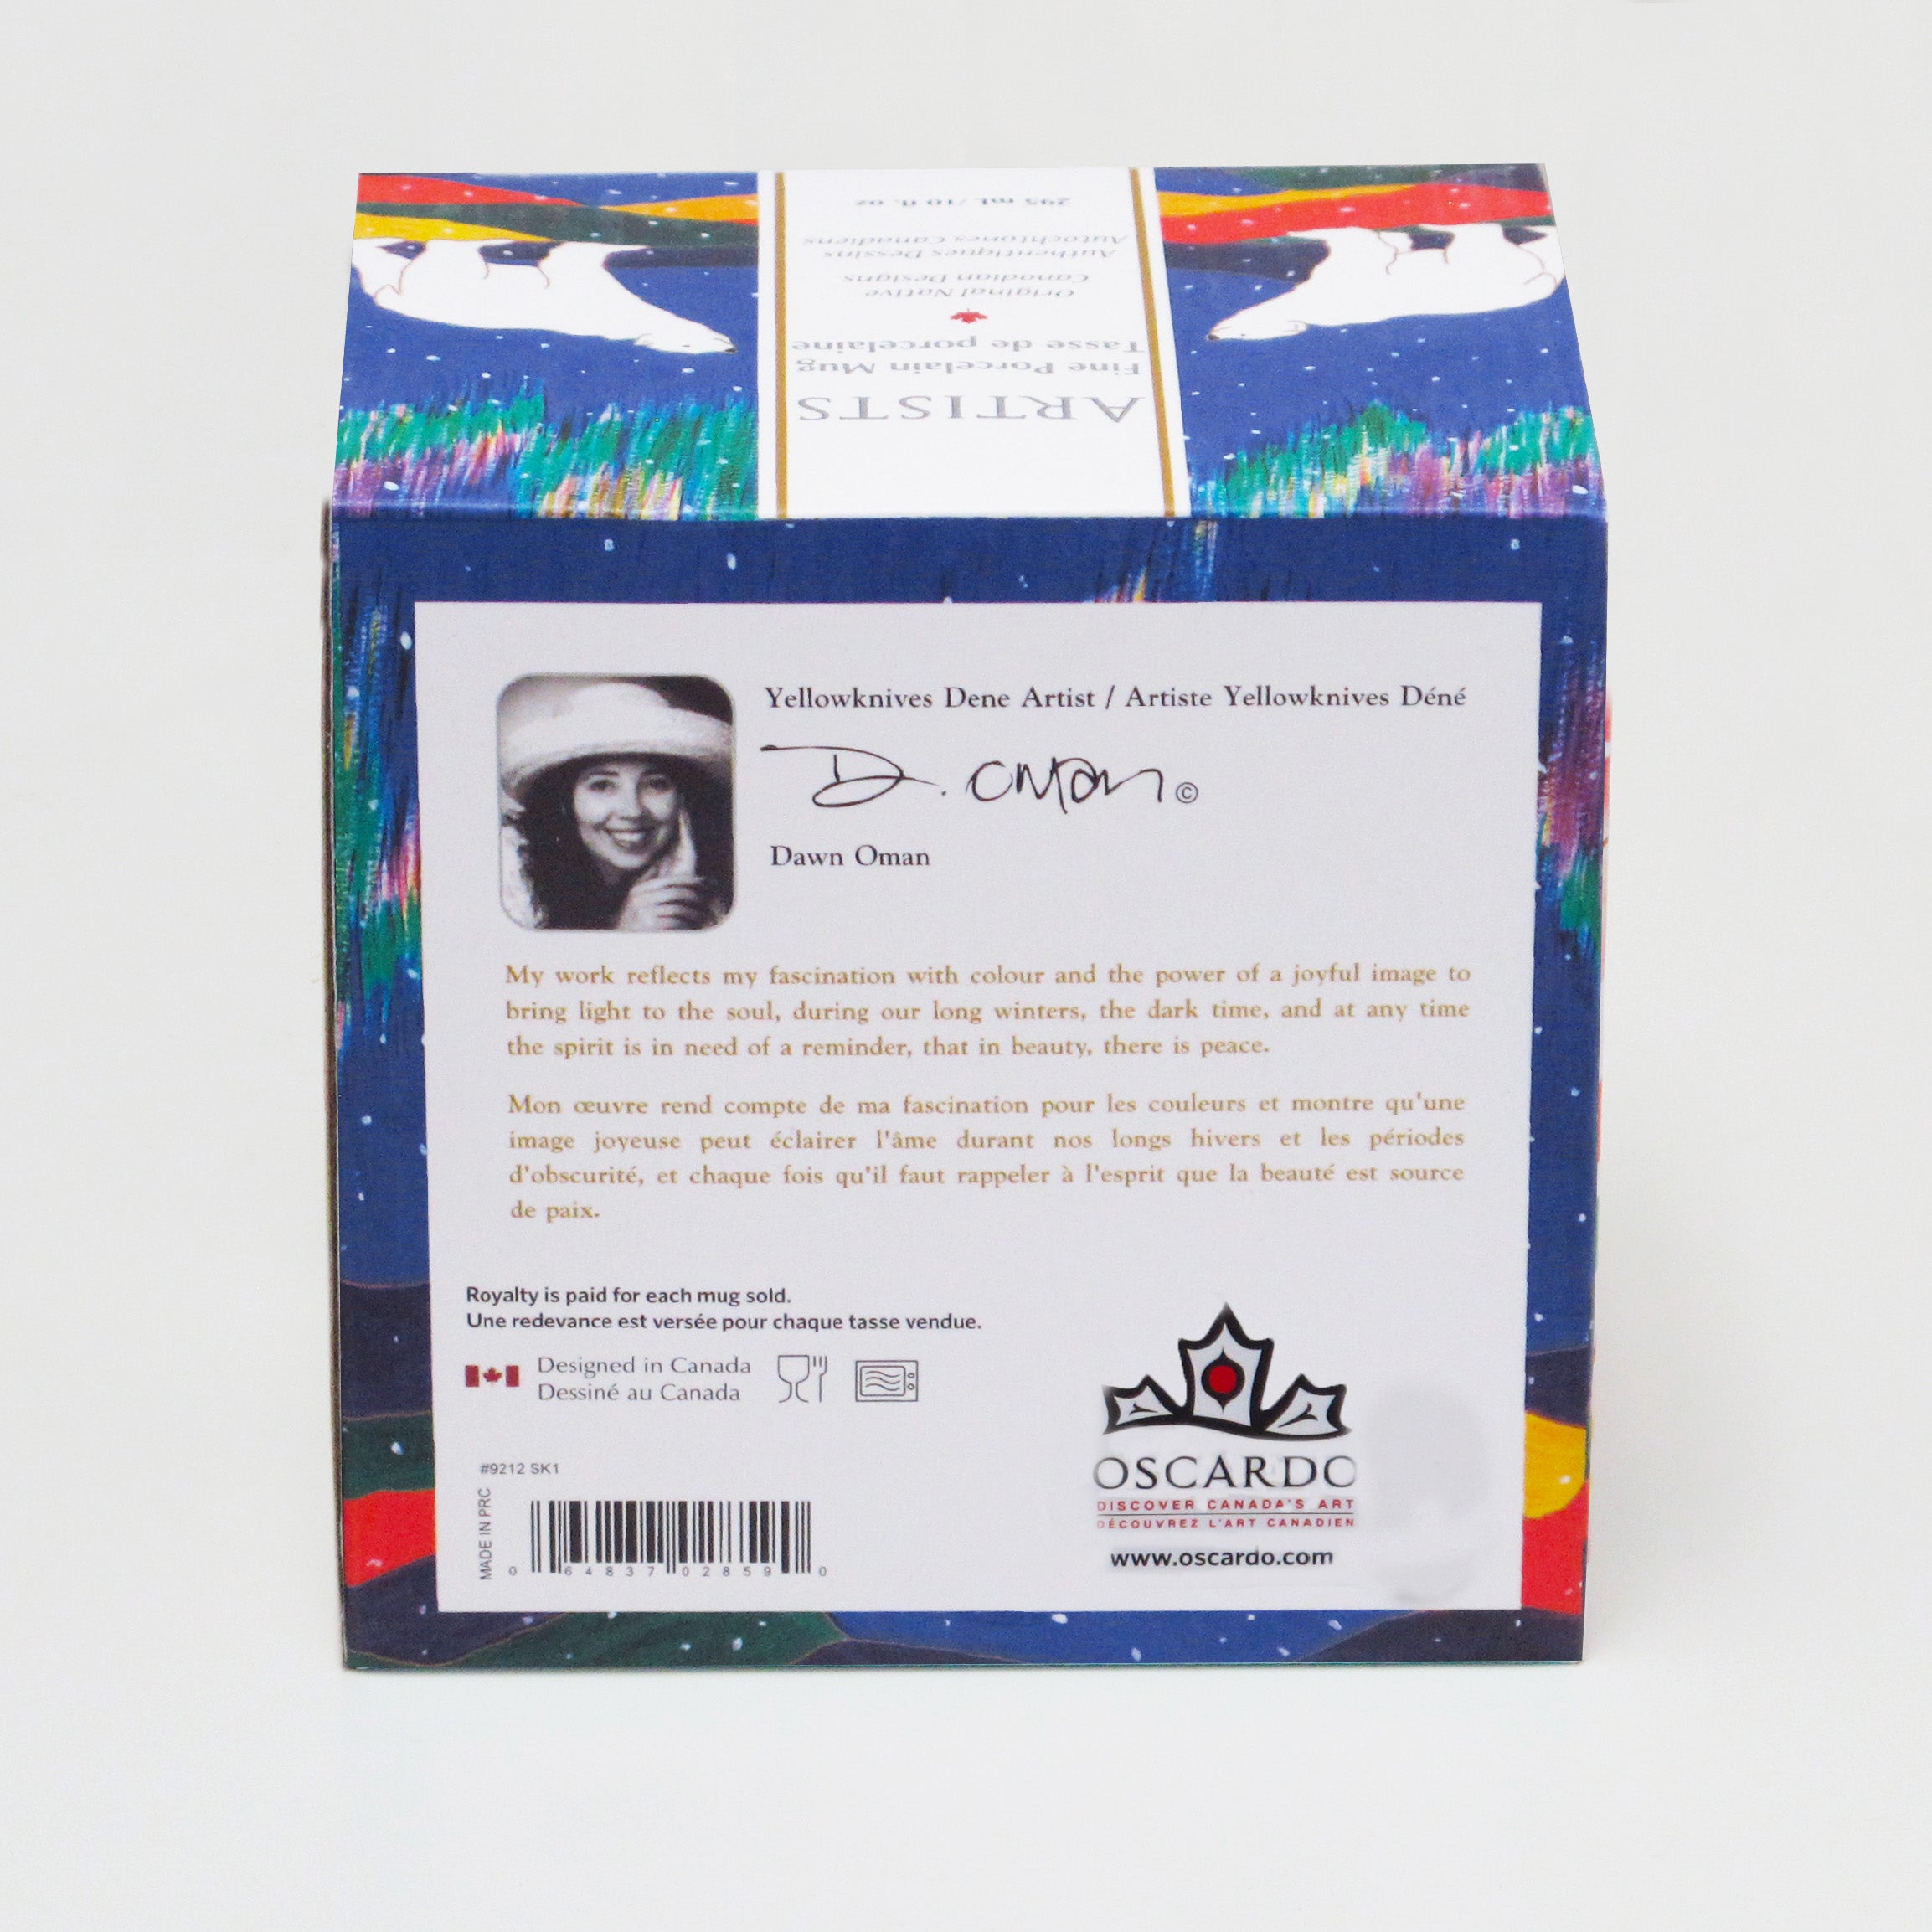 ARTISTS
Fine Porcelain Mug
Tasse de porcelaine
Original Native
Canadian Designs
Authentiques Dessins
Autochtones Canadiens
295 mL /10 fl. oz
Yellowknives Dene Artist / Artiste Yellowknives Déné
D. Oman ©
Dawn Oman
My work reflects my fascination with colour and the power of a joyful image to
bring light to the soul, during our long winters, the dark time, and at any time
the spirit is in need of a reminder, that in beauty, there is peace.
Mon œuvre rend compte de ma fascination pour les couleurs et montre qu'une
image joyeuse peut éclairer l'âme durant nos longs hivers et les périodes
d'obscurité, et chaque fois qu'il faut rappeler à l'esprit que la beauté est source
de paix.
Royalty is paid for each mug sold.
Une redevance est versée pour chaque tasse vendue.
Designed in Canada
Dessiné au Canada
#9212 SK1
MADE IN PRC
0 64837 02859 0
OSCARDO
DISCOVER CANADA'S ART
DÉCOUVREZ L'ART CANADIEN
www.oscardo.com